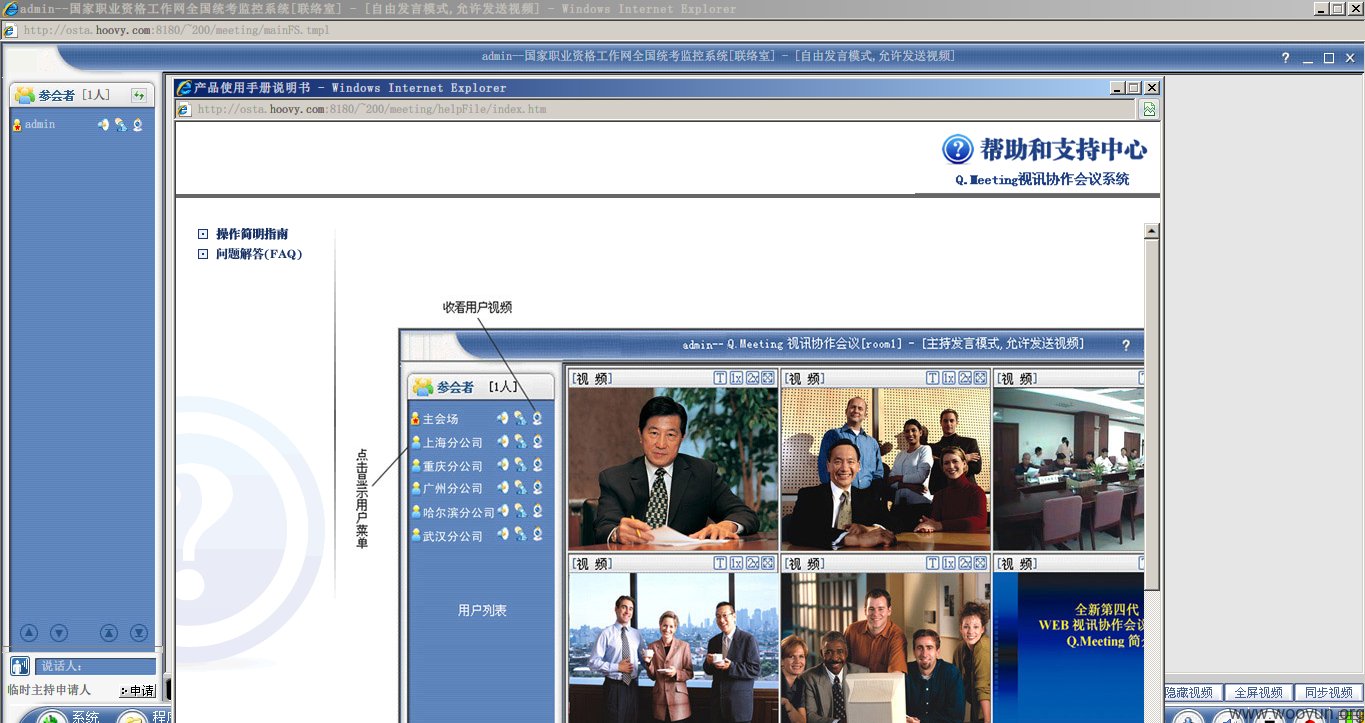 admin--国家职业资格工作网全国统考监控系统[联络室] - [自由发言模式,允许发送视频] - Windows Internet Explorer
http://osta.hoovy.com:8180/~200/meeting/mainFS.tmpl
admin--国家职业资格工作网全国统考监控系统[联络室] - [自由发言模式,允许发送视频]
?
参会者 [1人]
admin
产品使用手册说明书 - Windows Internet Explorer
http://osta.hoovy.com:8180/~200/meeting/helpFile/index.htm
帮助和支持中心
Q.Meeting视讯协作会议系统
操作简明指南
问题解答(FAQ)
收看用户视频
admin-- Q.Meeting 视讯协作会议[room1] - [主持发言模式,允许发送视频]
?
参会者 [1人]
[视 频]
[视 频]
[视 频]
主会场
上海分公司
重庆分公司
广州分公司
哈尔滨分公司
武汉分公司
点击显示用户菜单
用户列表
[视 频]
[视 频]
[视 频]
全新第四代
WEB 视讯协作会议
Q.Meeting 简
说话人:
临时主持申请人
申请
系统
程序
隐藏视频
全屏视频
同步视频
www.wooyun.org